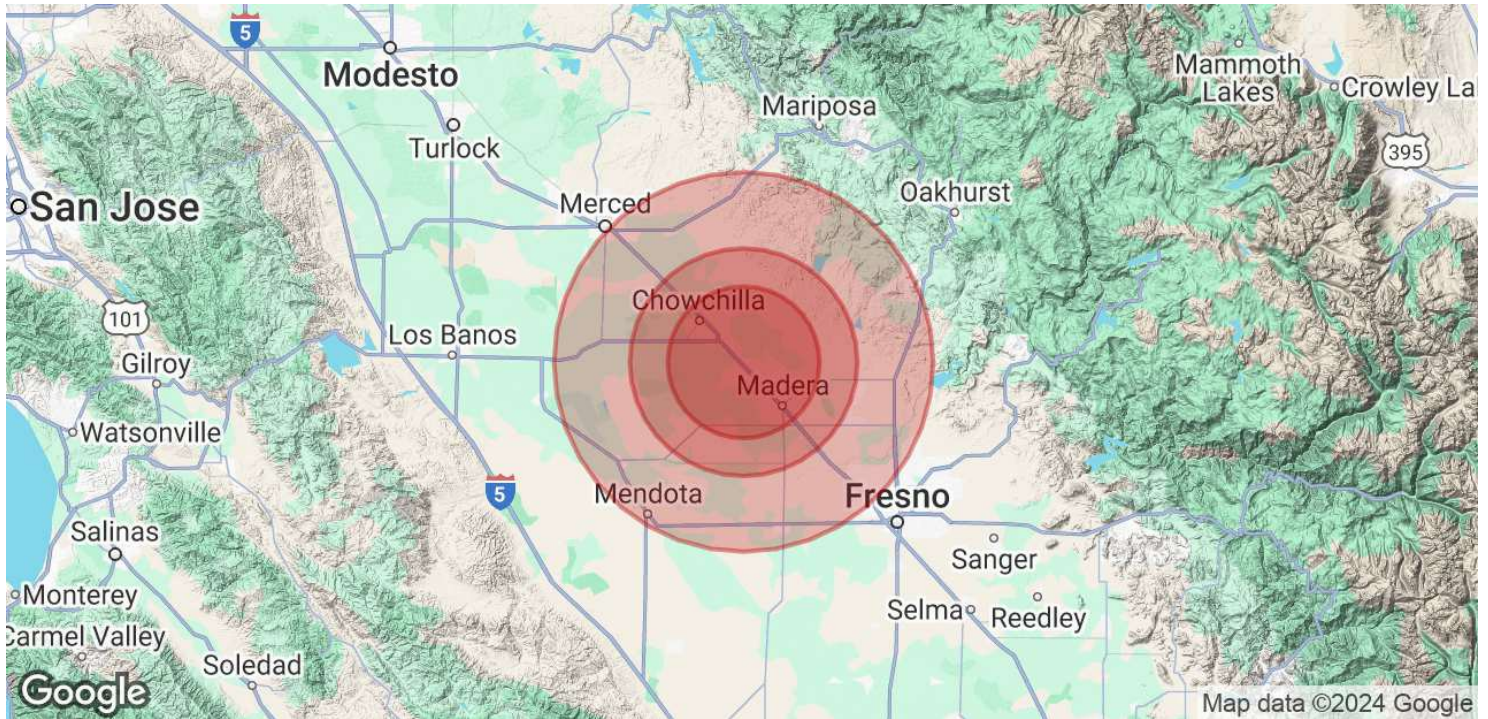 5
Modesto
Turlock
Mariposa
Mammoth
Lakes
Crowley La
395
San Jose
Merced
Oakhurst
Chowchilla
101
Los Banos
Gilroy
Madera
Watsonville
5
Mendota
Fresno
Salinas
Sanger
Monterey
Selma
Reedley
Carmel Valley
Soledad
Google
Map data ©2024 Google